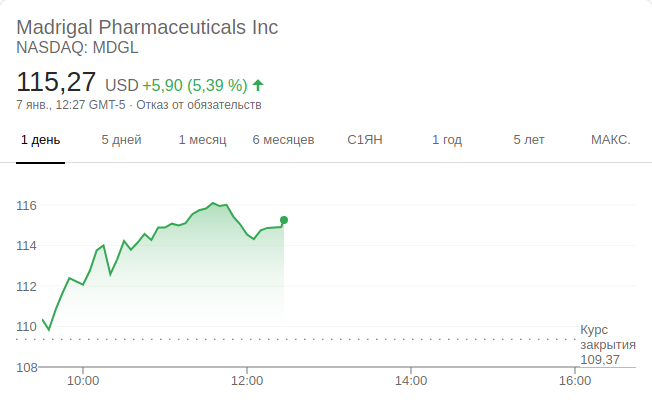 Madrigal Pharmaceuticals Inc
NASDAQ: MDGL
115,27 USD +5,90 (5,39 %)
7 янв., 12:27 GMT-5 · Отказ от обязательств
1 день 5 дней 1 месяц 6 месяцев С1ЯН 1 год 5 лет МАКС.
116
114
112
110
Курс
закрытия
109,37
108
10:00 12:00 14:00 16:00